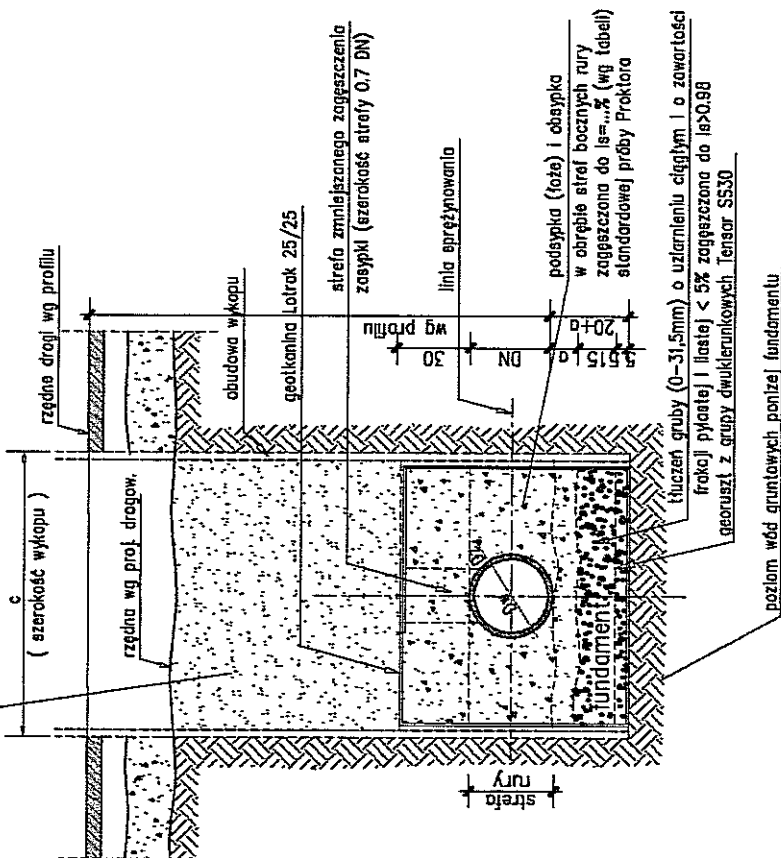 rzędne drogi wg profilu
c
( szerokość wykopu )
rzędna wg proj. drogow.
obudowa wykopu
geotkanina Lotrak 25/25
strefa zmniejszonego zagęszczenia
zasypki (szerokość strefy 0,7 DN)
linia sprężynowania
wg profilu
30
DN
a
20+a
15
5
5
podsypka (łoże) i obsypka
w obrębie stref bocznych rury
zagęszczona do Is=...% (wg tabeli)
standardowej próby Proktora
strefa
rury
fundament
tłuczeń gruby (0-31,5mm) o uziarnieniu ciągłym i o zawartości
frakcji pylastej i ilastej < 5% zagęszczona do Is>0.98
georuszt z grupy dwukierunkowych Tensar SS30
poziom wód gruntowych poniżej fundamentu